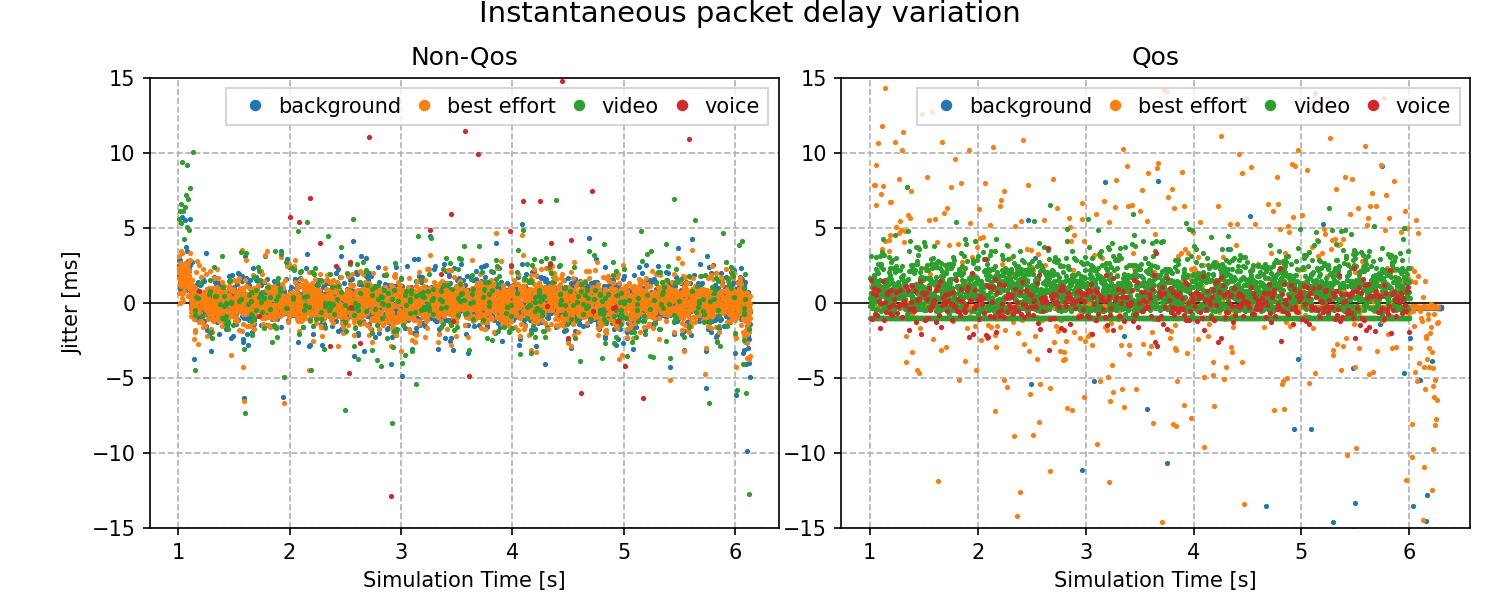 Instantaneous packet delay variation
Non-Qos
Qos
background best effort video voice
background best effort video voice
Jitter [ms]
15
10
5
0
−5
−10
−15
1 2 3 4 5 6
Simulation Time [s]
15
10
5
0
−5
−10
−15
1 2 3 4 5 6
Simulation Time [s]